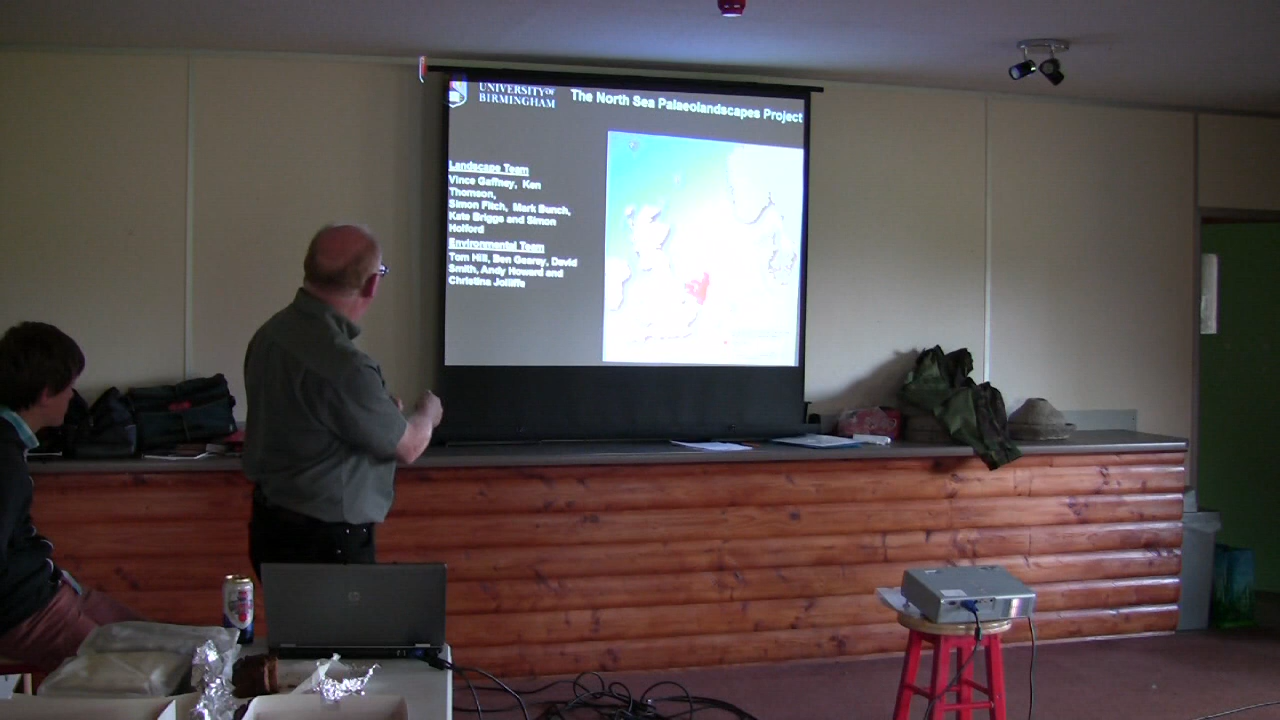 UNIVERSITY OF
BIRMINGHAM
The North Sea Palaeolandscapes Project
Landscape Team
Vince Gaffney, Ken
Thomson,
Simon Fitch, Mark Bunch,
Kate Briggs and Simon
Holford
Environmental Team
Tom Hill, Ben Gearey, David
Smith, Andy Howard and
Christina Jolliffe
hp